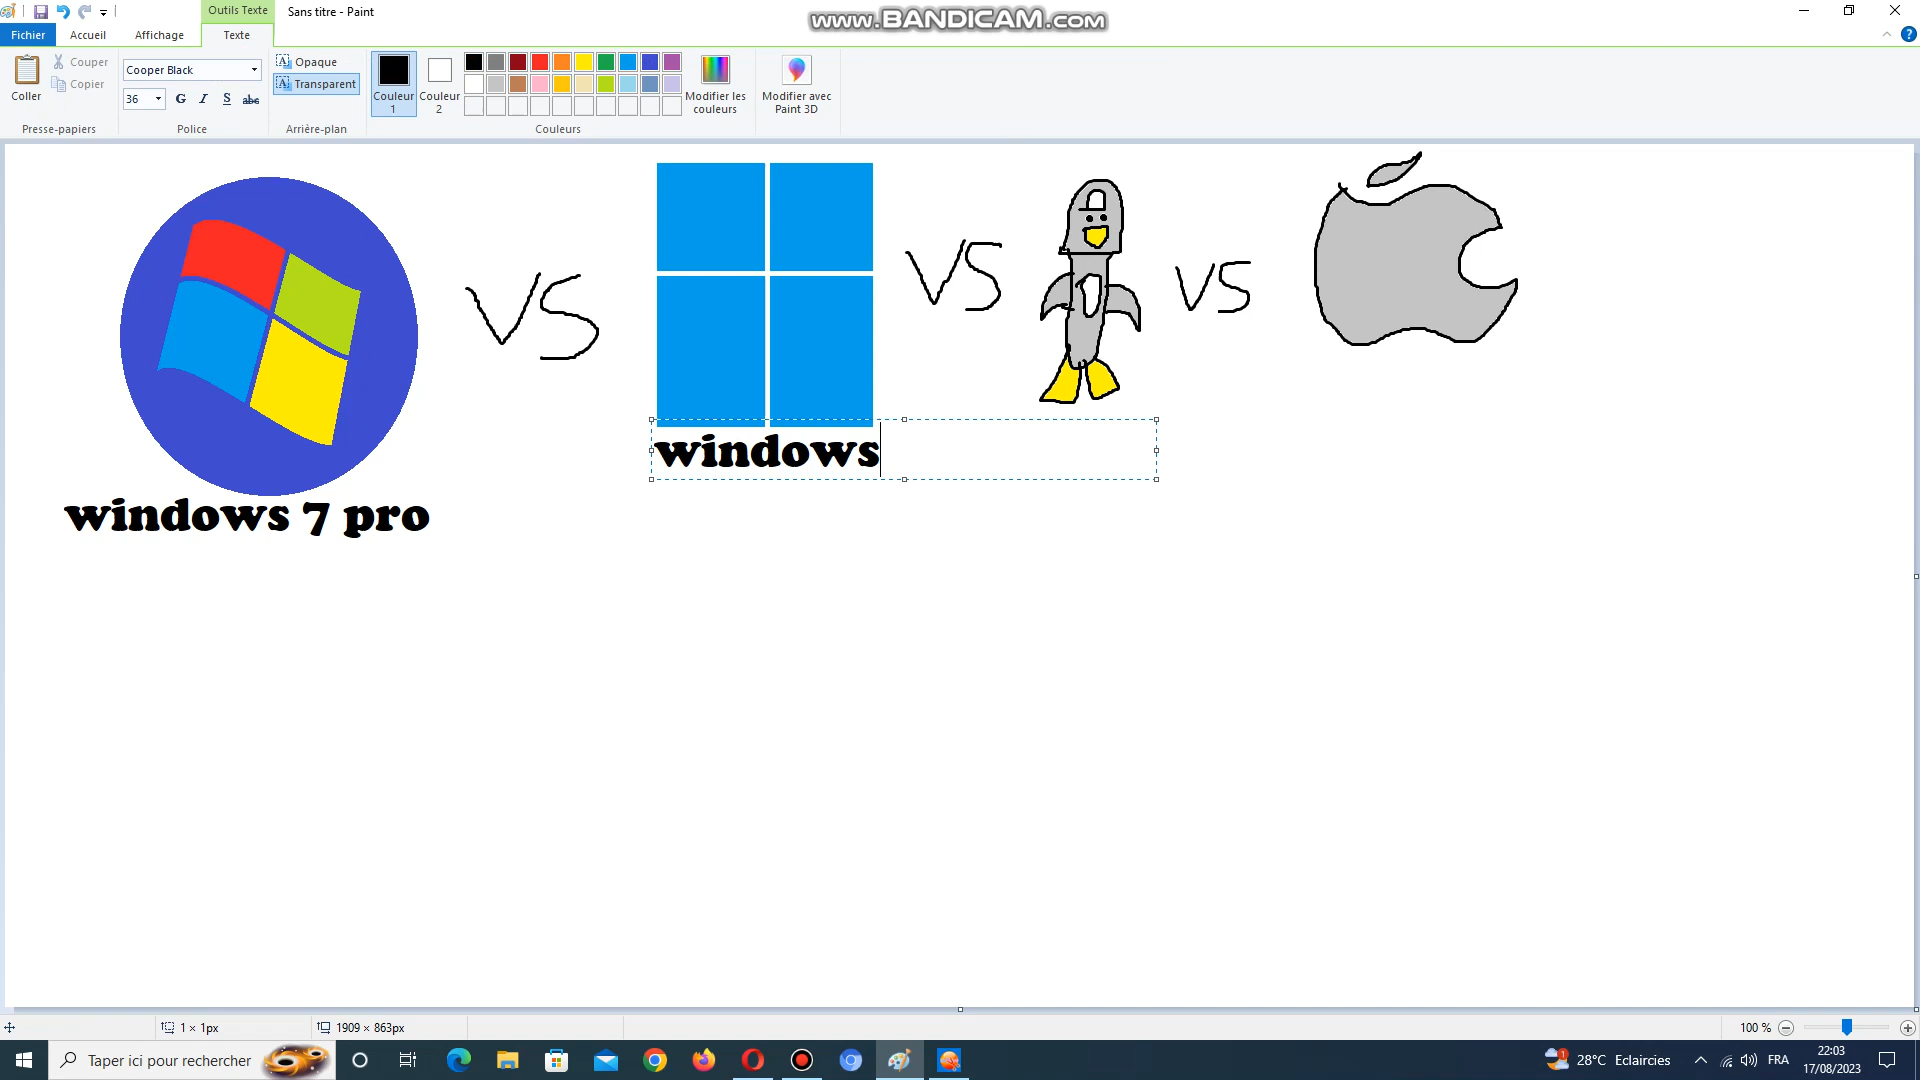 Outils Texte
Sans titre - Paint
www.BANDICAM.com
Fichier
Accueil
Affichage
Texte
Coller
Couper
Copier
Presse-papiers
Cooper Black
36
G I S abc
Police
Opaque
Transparent
Arrière-plan
Couleur 1
Couleur 2
Couleurs
Modifier les couleurs
Modifier avec Paint 3D
VS
VS
VS
windows
windows 7 pro
1 × 1px
1909 × 863px
100 %
Taper ici pour rechercher
28°C Eclaircies
FRA
22:03
17/08/2023